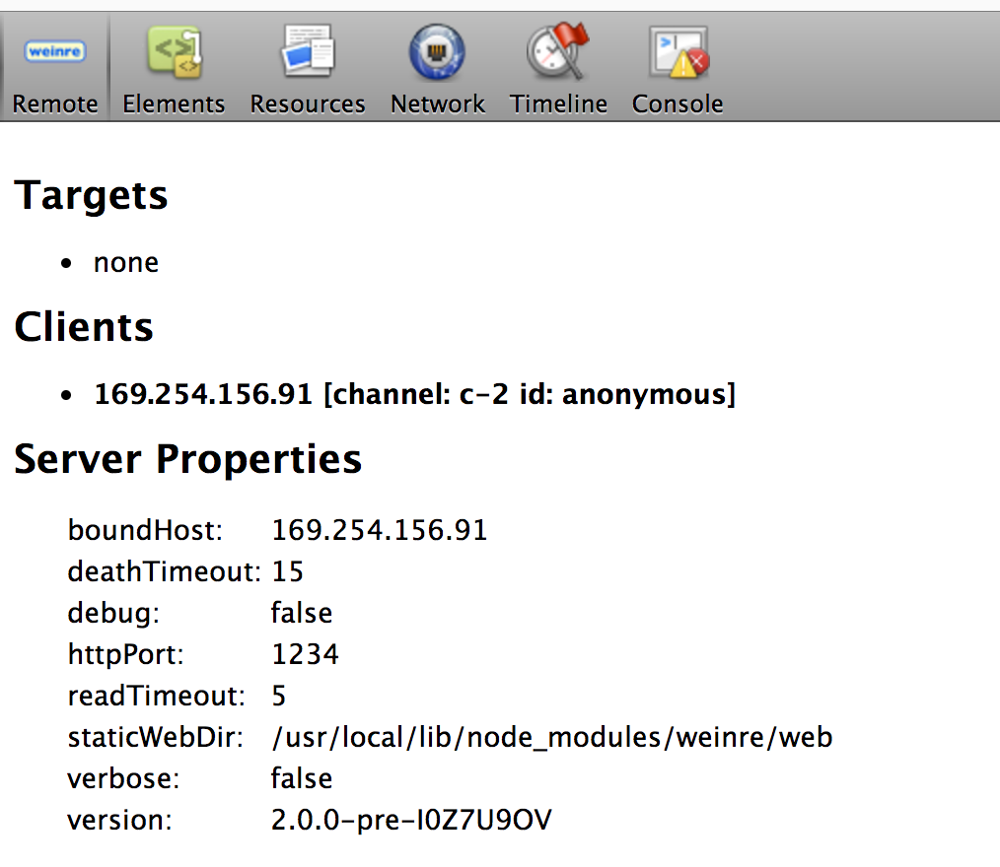 weinre
Remote Elements Resources Network Timeline Console
Targets
• none
Clients
• 169.254.156.91 [channel: c-2 id: anonymous]
Server Properties
boundHost: 169.254.156.91
deathTimeout: 15
debug: false
httpPort: 1234
readTimeout: 5
staticWebDir: /usr/local/lib/node_modules/weinre/web
verbose: false
version: 2.0.0-pre-I0Z7U9OV